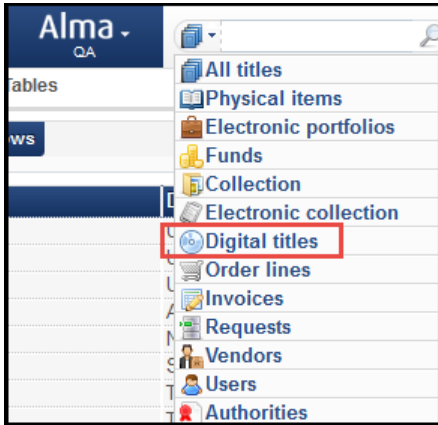 Alma
QA
Tables
ws
All titles
Physical items
Electronic portfolios
Funds
Collection
Electronic collection
Digital titles
Order lines
Invoices
Requests
Vendors
Users
Authorities